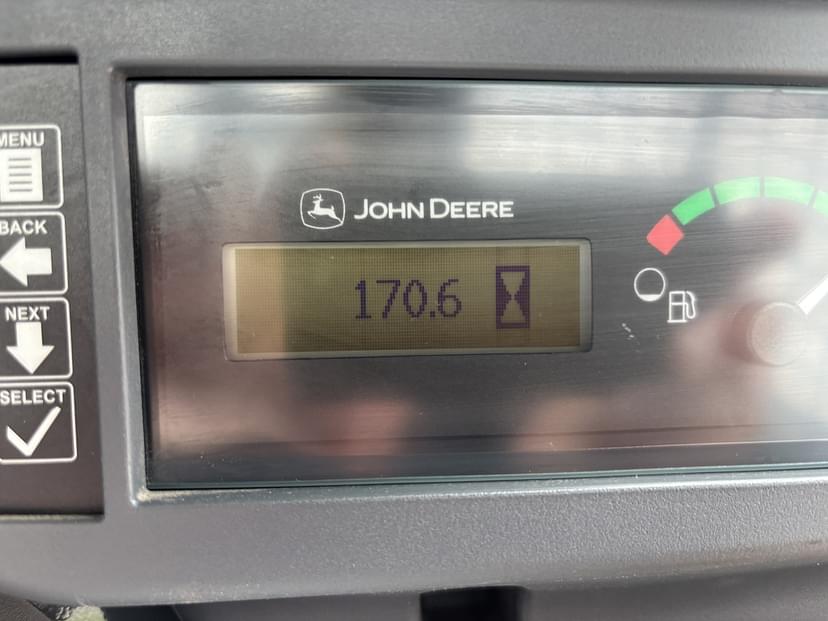 MENU
BACK
NEXT
SELECT
JOHN DEERE
170.6